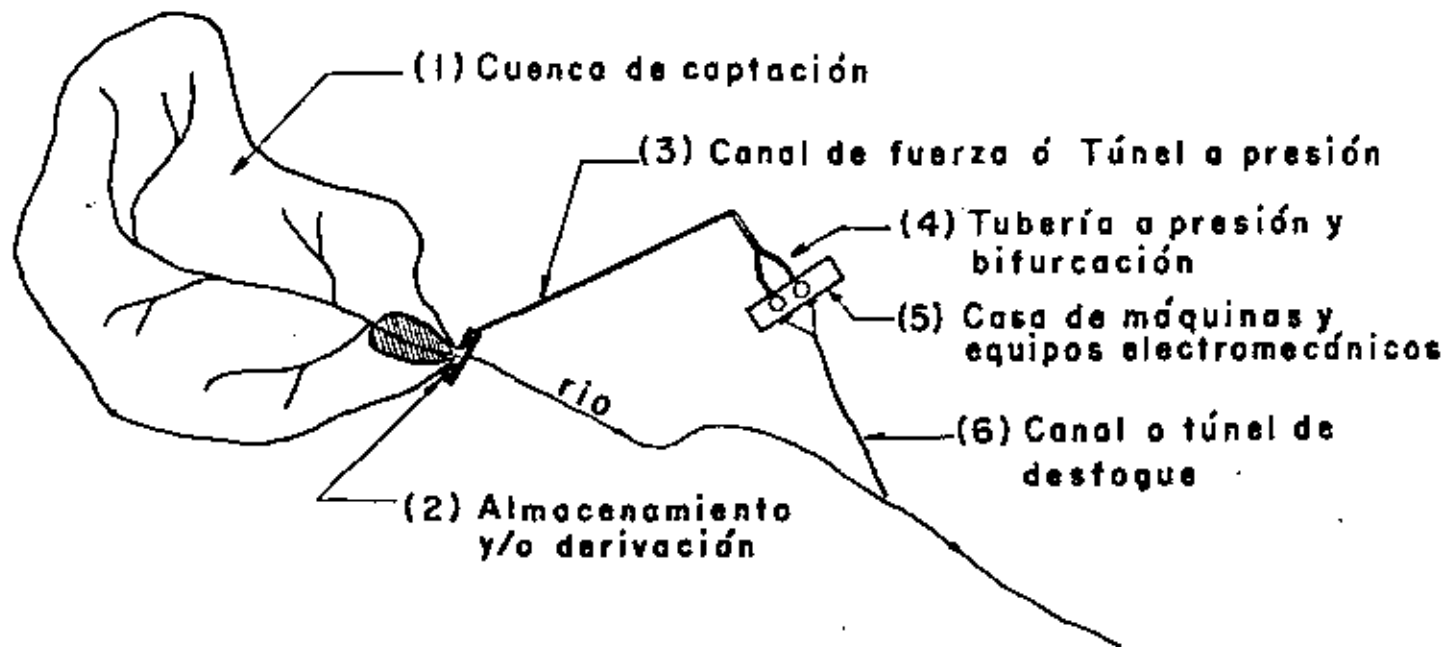 (1) Cuenca de captación
(3) Canal de fuerza ó Túnel a presión
(4) Tubería a presión y
bifurcación
(5) Casa de máquinas y
equipos electromecánicos
río
(6) Canal o túnel de
desfogue
(2) Almacenamiento
y/o derivación